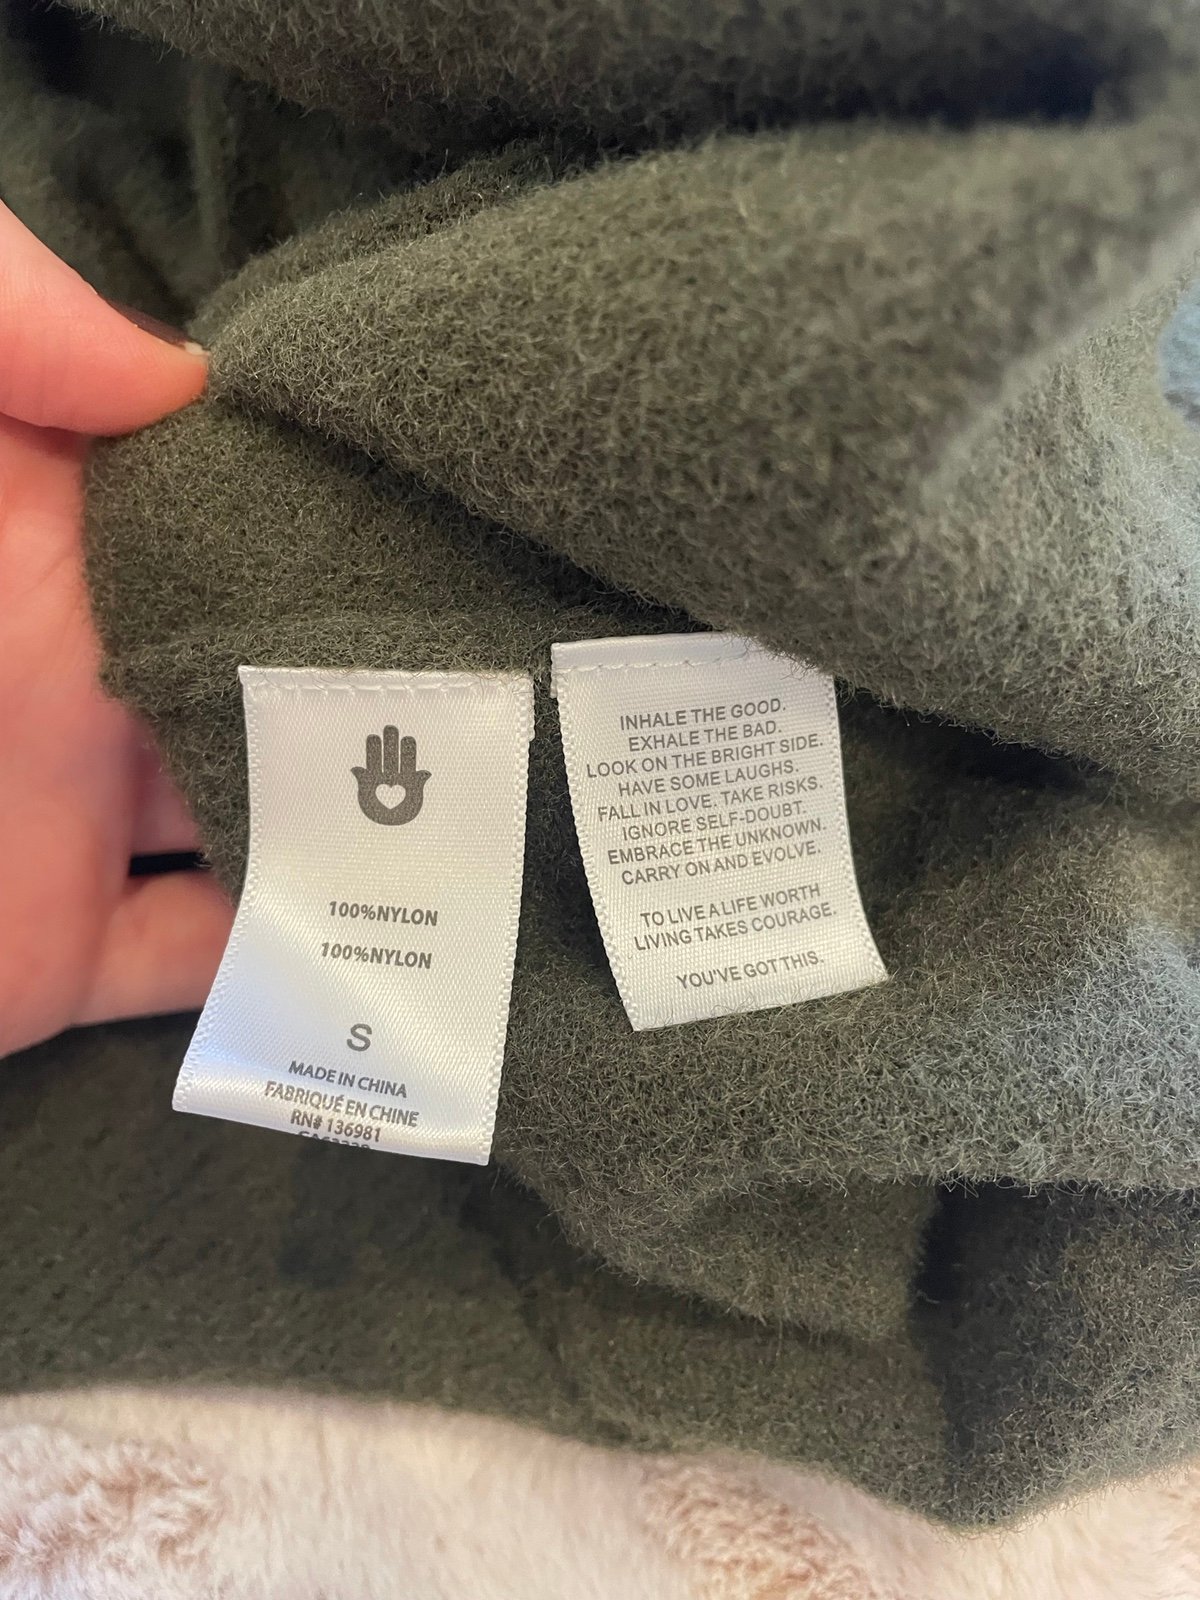 100%NYLON
100%NYLON
S
MADE IN CHINA
FABRIQUÉ EN CHINE
RN# 136981
INHALE THE GOOD.
EXHALE THE BAD.
LOOK ON THE BRIGHT SIDE.
HAVE SOME LAUGHS.
FALL IN LOVE. TAKE RISKS.
IGNORE SELF-DOUBT.
EMBRACE THE UNKNOWN.
CARRY ON AND EVOLVE.
TO LIVE A LIFE WORTH
LIVING TAKES COURAGE.
YOU'VE GOT THIS.